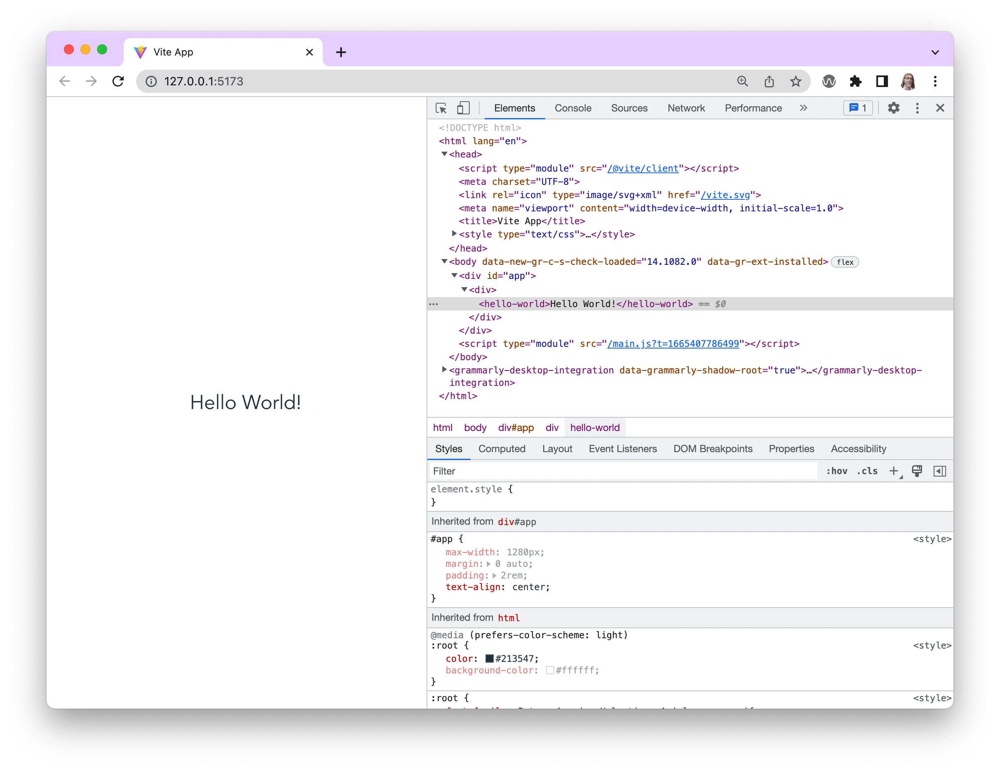 Vite App
127.0.0.1:5173
Elements Console Sources Network Performance 1
<!DOCTYPE html>
<html lang="en">
<head>
<script type="module" src="/@vite/client"></script>
<meta charset="UTF-8">
<link rel="icon" type="image/svg+xml" href="/vite.svg">
<meta name="viewport" content="width=device-width, initial-scale=1.0">
<title>Vite App</title>
<style type="text/css">…</style>
</head>
<body data-new-gr-c-s-check-loaded="14.1082.0" data-gr-ext-installed> flex
<div id="app">
<div>
<hello-world>Hello World!</hello-world> == $0
</div>
</div>
<script type="module" src="/main.js?t=1665407786499"></script>
</body>
<grammarly-desktop-integration data-grammarly-shadow-root="true">…</grammarly-desktop-
integration>
</html>
Hello World!
html body div#app div hello-world
Styles Computed Layout Event Listeners DOM Breakpoints Properties Accessibility
Filter :hov .cls
element.style {
}
Inherited from div#app
#app { <style>
max-width: 1280px;
margin: 0 auto;
padding: 2rem;
text-align: center;
}
Inherited from html
@media (prefers-color-scheme: light)
:root { <style>
color: #213547;
background-color: #ffffff;
}
:root { <style>